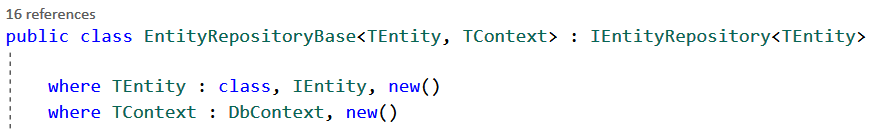 16 references
public class EntityRepositoryBase<TEntity, TContext> : IEntityRepository<TEntity>
where TEntity : class, IEntity, new()
where TContext : DbContext, new()